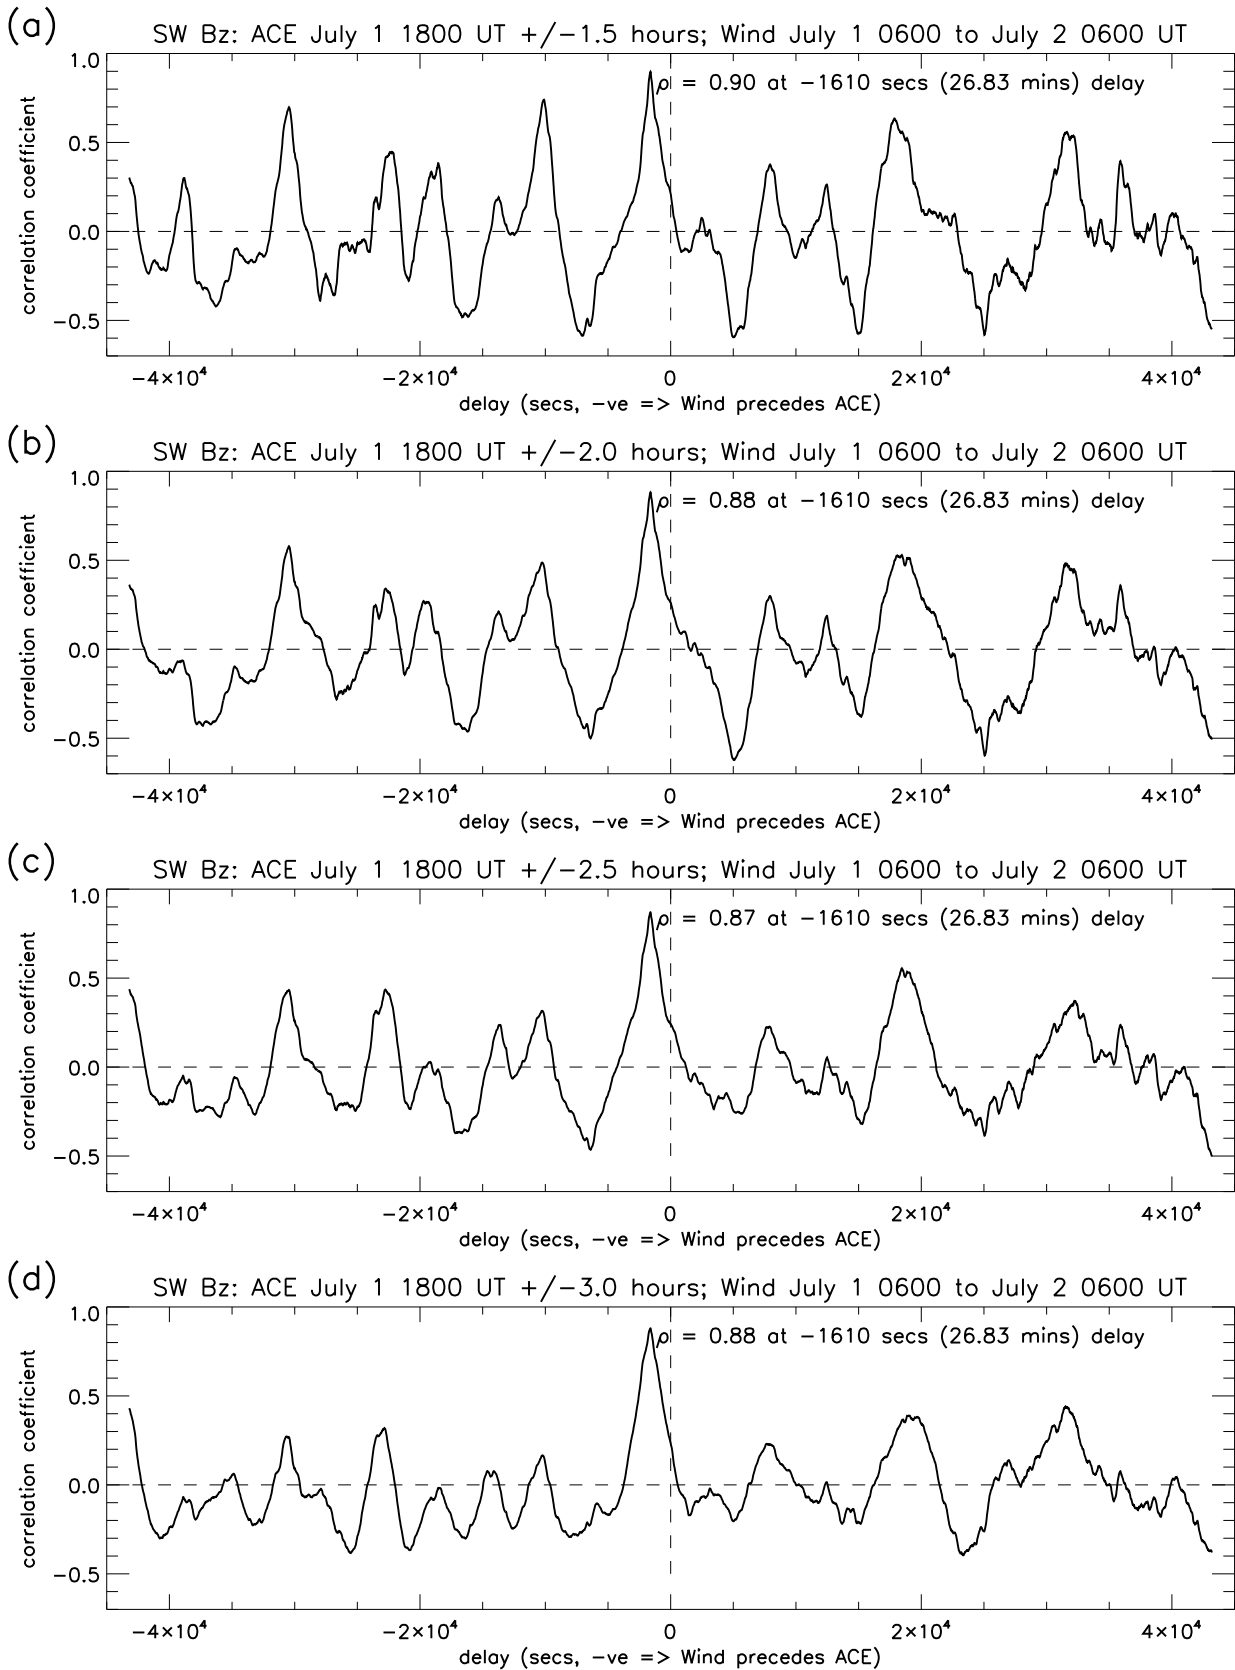 (a)
SW Bz: ACE July 1 1800 UT +/−1.5 hours; Wind July 1 0600 to July 2 0600 UT
ρ = 0.90 at −1610 secs (26.83 mins) delay
correlation coefficient
1.0
0.5
0.0
−0.5
−4×10⁴ −2×10⁴ 0 2×10⁴ 4×10⁴
delay (secs, −ve => Wind precedes ACE)
(b)
SW Bz: ACE July 1 1800 UT +/−2.0 hours; Wind July 1 0600 to July 2 0600 UT
ρ = 0.88 at −1610 secs (26.83 mins) delay
correlation coefficient
1.0
0.5
0.0
−0.5
−4×10⁴ −2×10⁴ 0 2×10⁴ 4×10⁴
delay (secs, −ve => Wind precedes ACE)
(c)
SW Bz: ACE July 1 1800 UT +/−2.5 hours; Wind July 1 0600 to July 2 0600 UT
ρ = 0.87 at −1610 secs (26.83 mins) delay
correlation coefficient
1.0
0.5
0.0
−0.5
−4×10⁴ −2×10⁴ 0 2×10⁴ 4×10⁴
delay (secs, −ve => Wind precedes ACE)
(d)
SW Bz: ACE July 1 1800 UT +/−3.0 hours; Wind July 1 0600 to July 2 0600 UT
ρ = 0.88 at −1610 secs (26.83 mins) delay
correlation coefficient
1.0
0.5
0.0
−0.5
−4×10⁴ −2×10⁴ 0 2×10⁴ 4×10⁴
delay (secs, −ve => Wind precedes ACE)